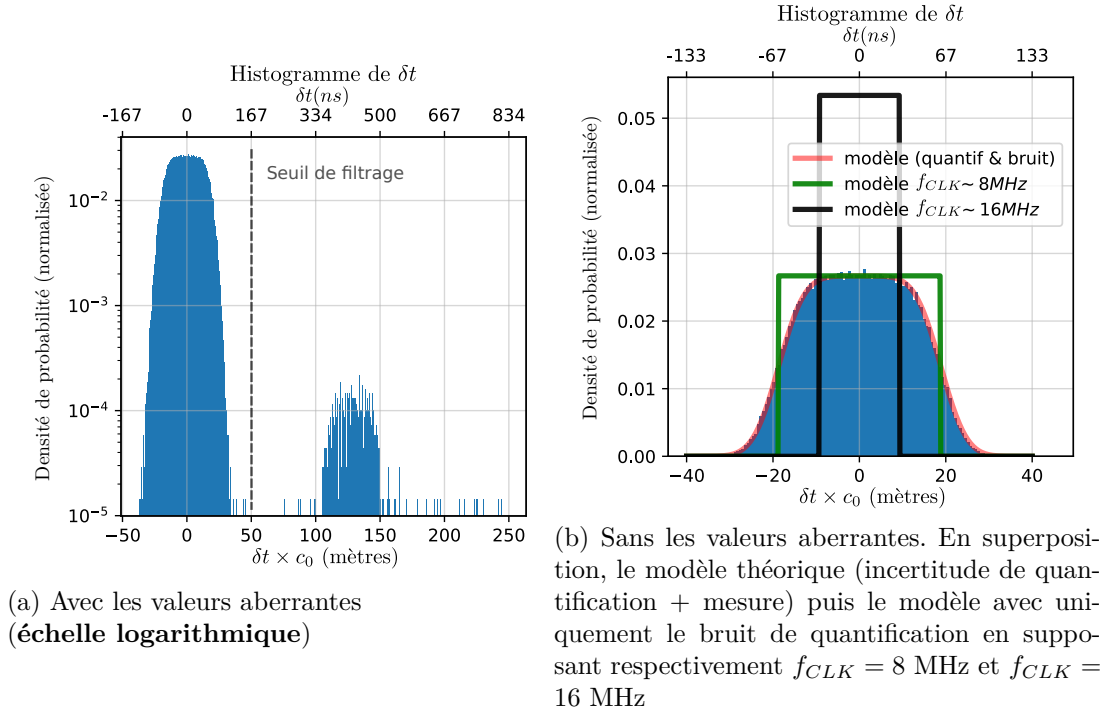 Histogramme de δt
δt(ns)
-167 0 167 334 500 667 834
Densité de probabilité (normalisée)
10⁻²
10⁻³
10⁻⁴
10⁻⁵
Seuil de filtrage
−50 0 50 100 150 200 250
δt × c₀ (mètres)
(a) Avec les valeurs aberrantes
(échelle logarithmique)
Histogramme de δt
δt(ns)
-133 -67 0 67 133
Densité de probabilité (normalisée)
0.05
0.04
0.03
0.02
0.01
0.00
modèle (quantif & bruit)
modèle f_CLK~ 8MHz
modèle f_CLK~ 16MHz
−40 −20 0 20 40
δt × c₀ (mètres)
(b) Sans les valeurs aberrantes. En superposi-
tion, le modèle théorique (incertitude de quan-
tification + mesure) puis le modèle avec uni-
quement le bruit de quantification en suppo-
sant respectivement f_CLK = 8 MHz et f_CLK =
16 MHz